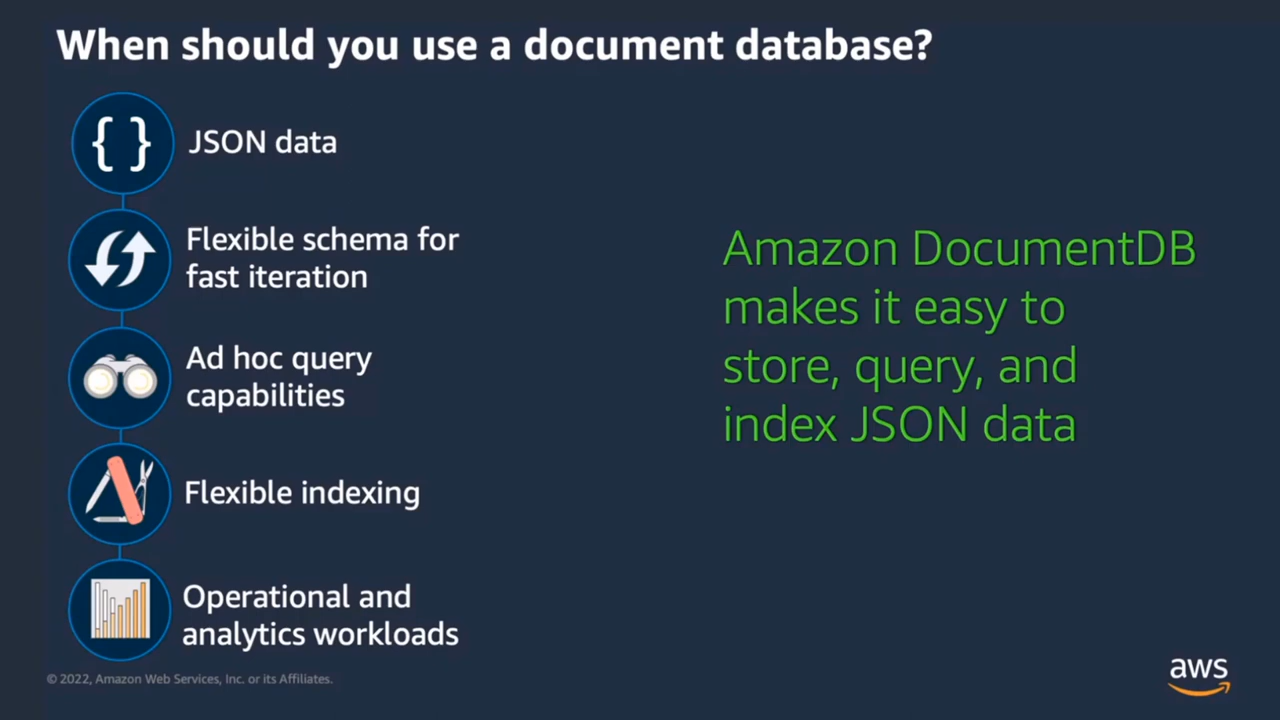 When should you use a document database?
{ }
JSON data
Flexible schema for
fast iteration
Ad hoc query
capabilities
Flexible indexing
Operational and
analytics workloads
Amazon DocumentDB
makes it easy to
store, query, and
index JSON data
© 2022, Amazon Web Services, Inc. or its Affiliates.
aws